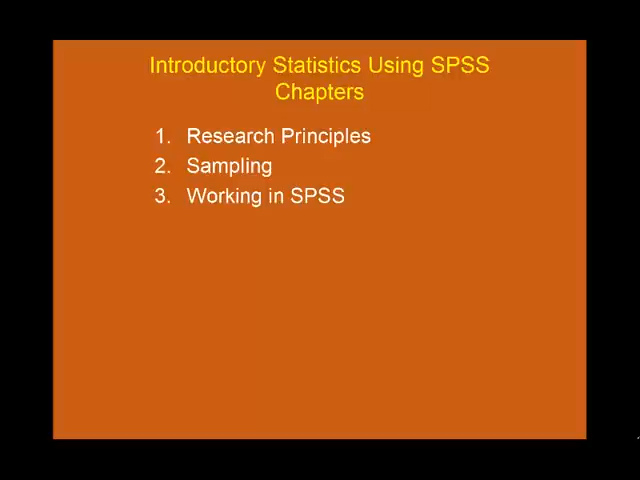 Introductory Statistics Using SPSS
Chapters
1. Research Principles
2. Sampling
3. Working in SPSS